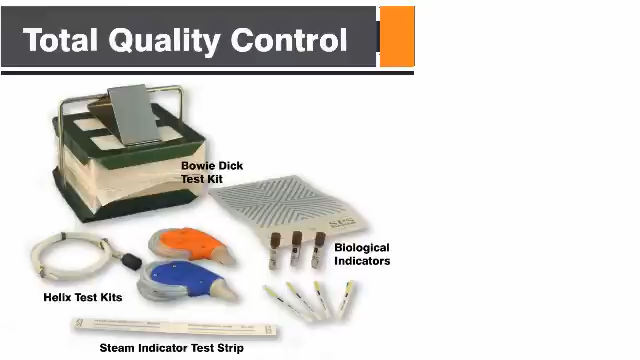 Total Quality Control
Bowie Dick
Test Kit
Biological
Indicators
Helix Test Kits
Steam Indicator Test Strip